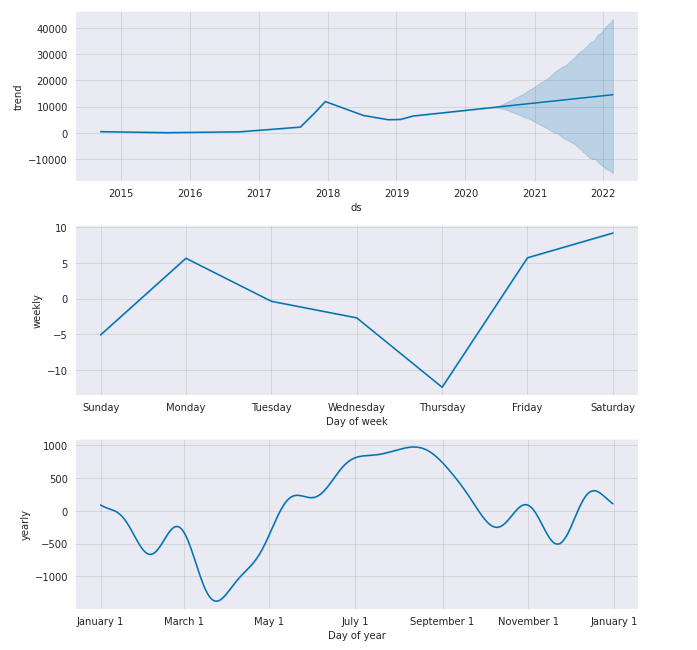 40000
30000
20000
10000
0
−10000
trend
2015 2016 2017 2018 2019 2020 2021 2022
ds
10
5
0
−5
−10
weekly
Sunday Monday Tuesday Wednesday Thursday Friday Saturday
Day of week
1000
500
0
−500
−1000
yearly
January 1 March 1 May 1 July 1 September 1 November 1 January 1
Day of year